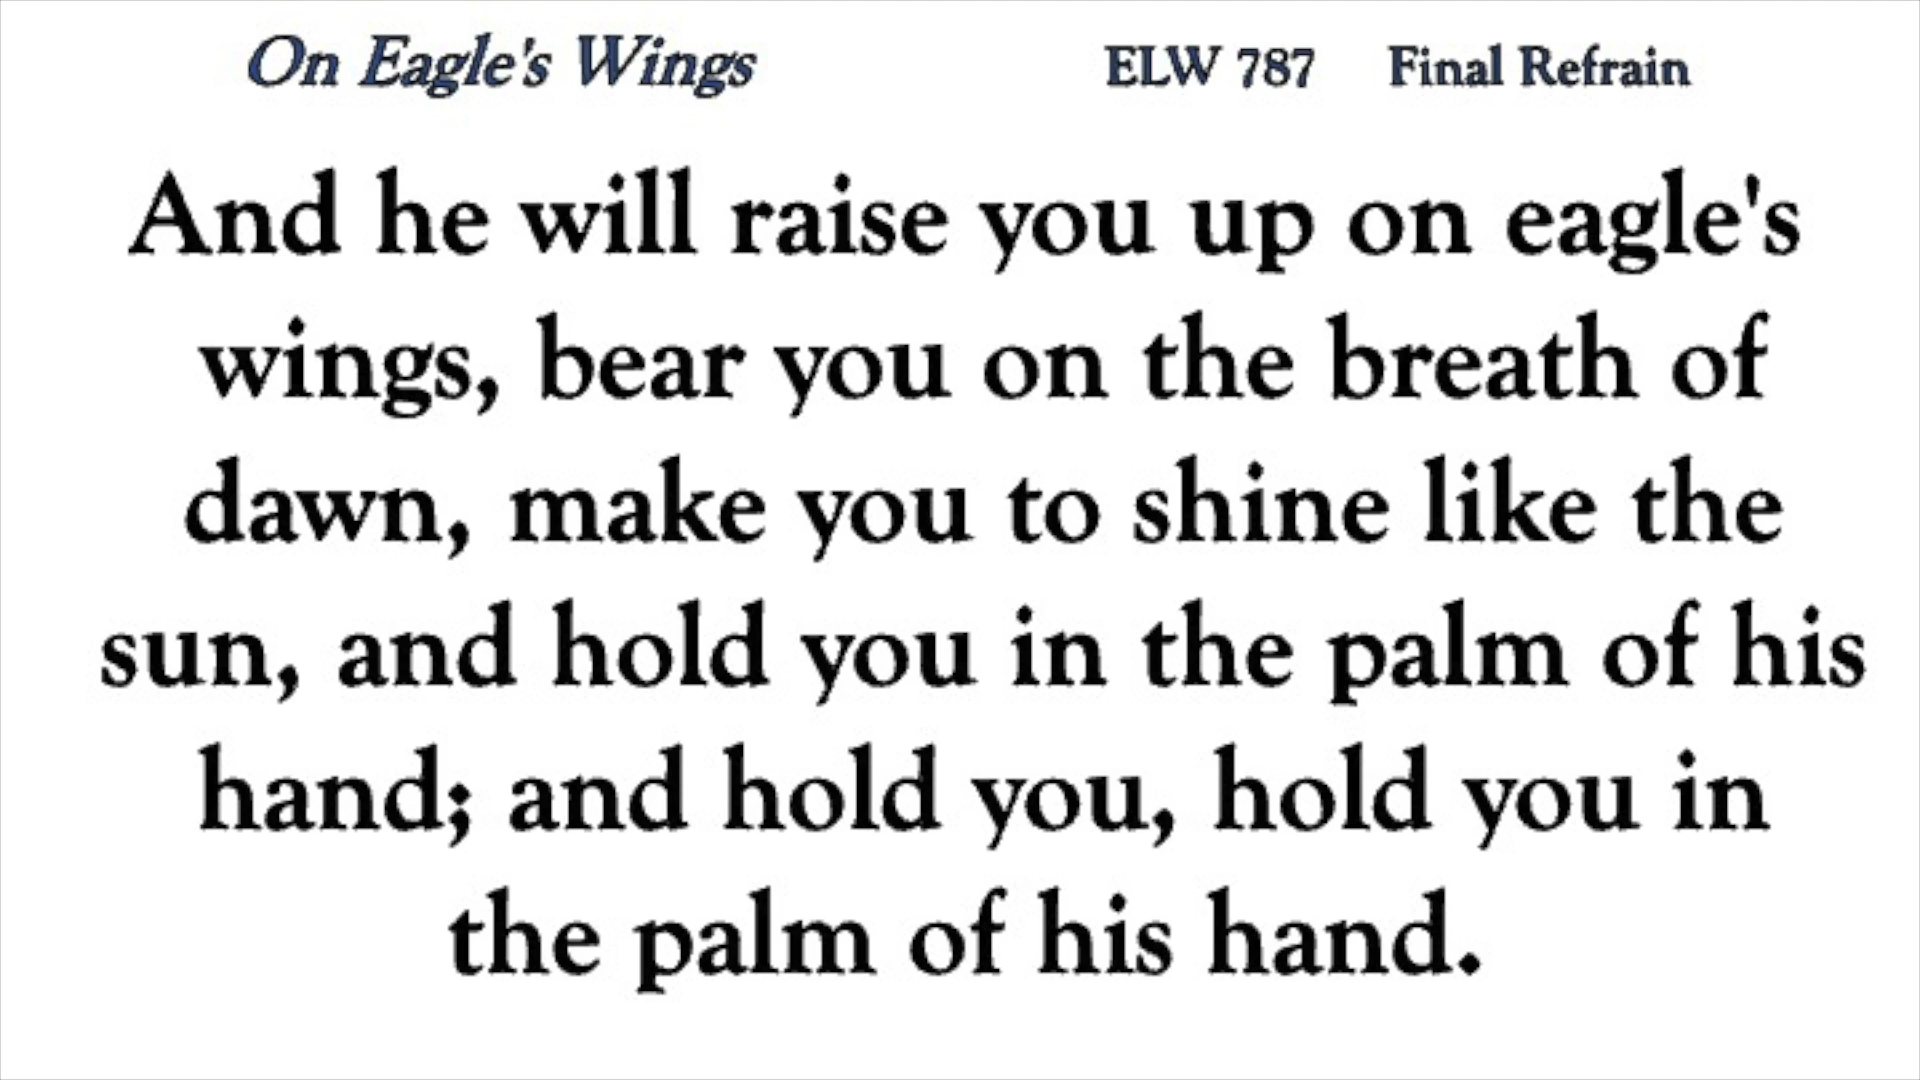 On Eagle's Wings ELW 787 Final Refrain
And he will raise you up on eagle's
wings, bear you on the breath of
dawn, make you to shine like the
sun, and hold you in the palm of his
hand; and hold you, hold you in
the palm of his hand.